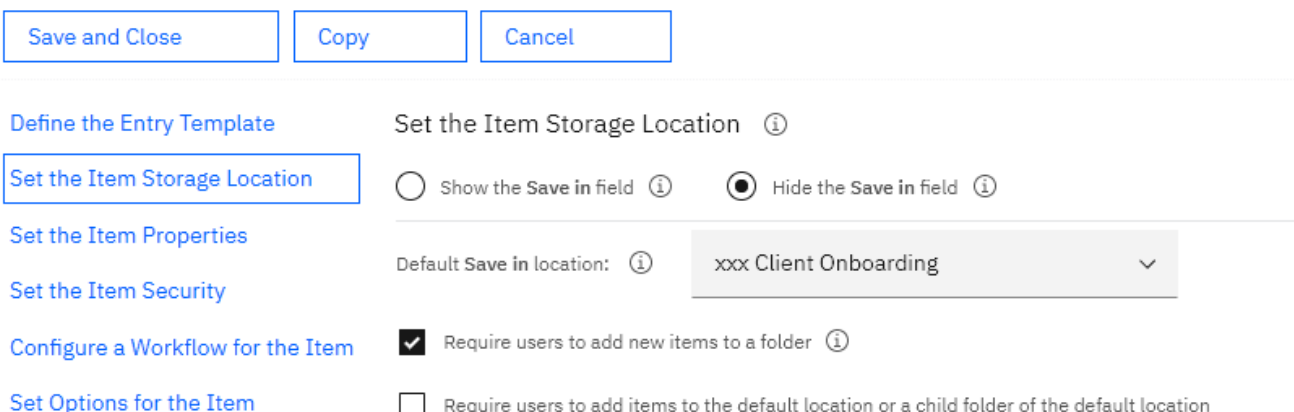 Save and Close
Copy
Cancel
Define the Entry Template
Set the Item Storage Location
Set the Item Properties
Set the Item Security
Configure a Workflow for the Item
Set Options for the Item
Set the Item Storage Location
Show the Save in field
Hide the Save in field
Default Save in location:
xxx Client Onboarding
Require users to add new items to a folder
Require users to add items to the default location or a child folder of the default location